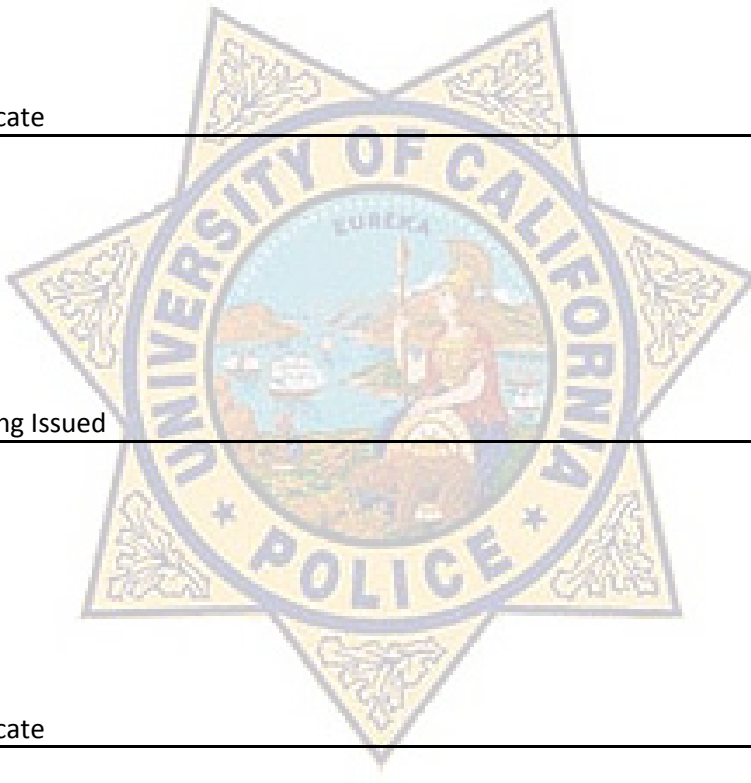 cate
UNIVERSITY OF CALIFORNIA
EUREKA
ng Issued
POLICE
cate